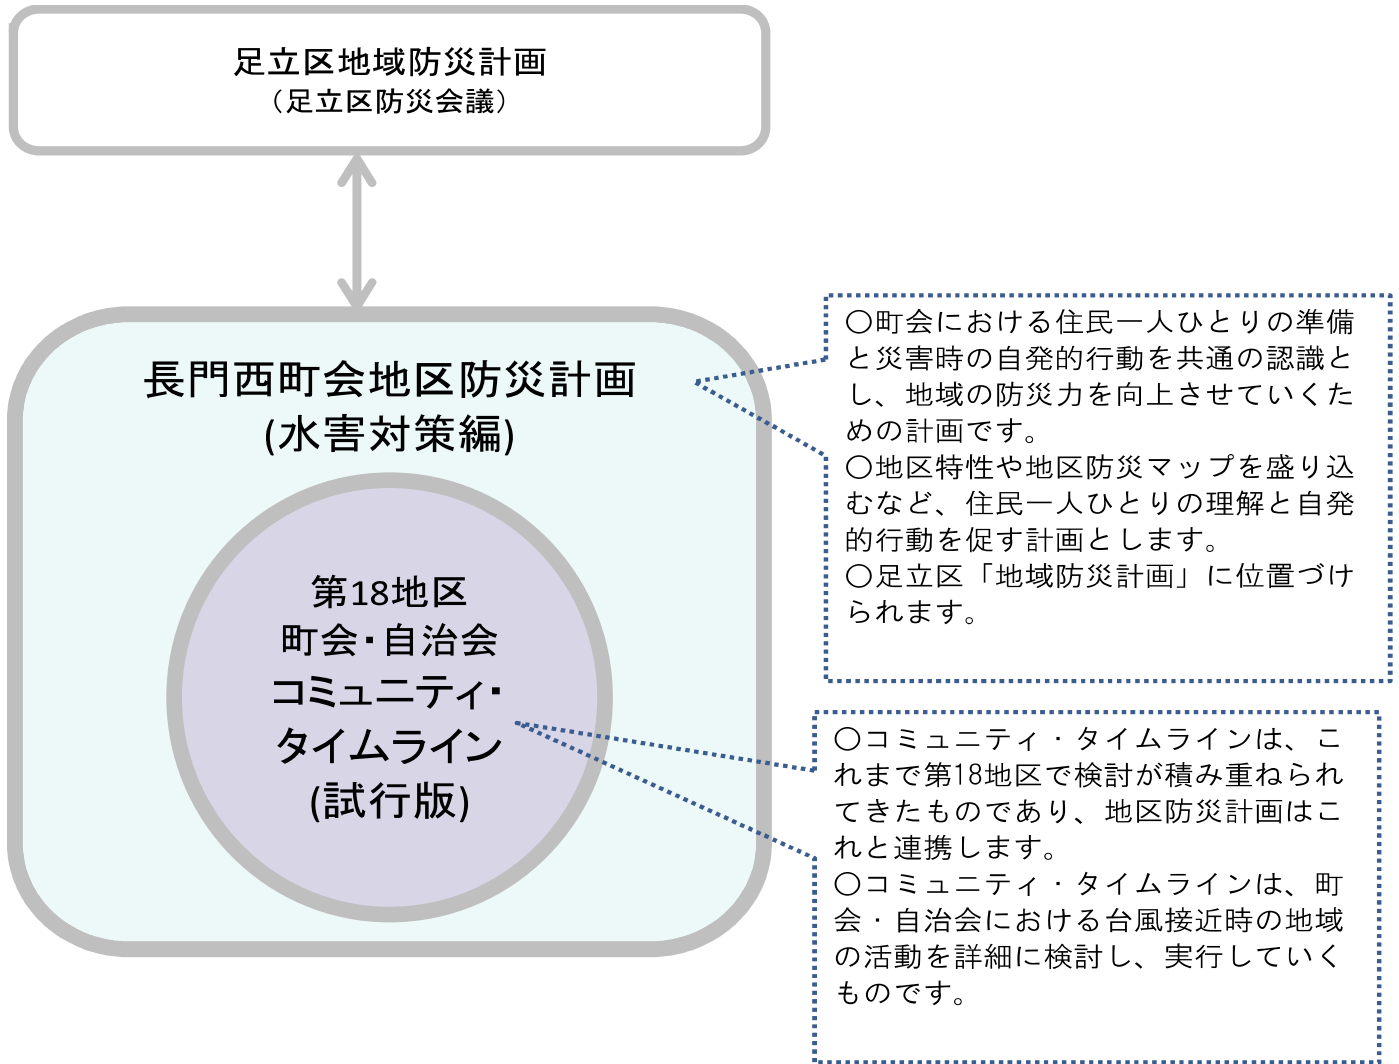 足立区地域防災計画
（足立区防災会議）
長門西町会地区防災計画
(水害対策編)
第18地区
町会・自治会
コミュニティ・
タイムライン
(試行版)
〇町会における住民一人ひとりの準備
と災害時の自発的行動を共通の認識と
し、地域の防災力を向上させていくた
めの計画です。
〇地区特性や地区防災マップを盛り込
むなど、住民一人ひとりの理解と自発
的行動を促す計画とします。
〇足立区「地域防災計画」に位置づけ
られます。
〇コミュニティ・タイムラインは、こ
れまで第18地区で検討が積み重ねられ
てきたものであり、地区防災計画はこ
れと連携します。
〇コミュニティ・タイムラインは、町
会・自治会における台風接近時の地域
の活動を詳細に検討し、実行していく
ものです。